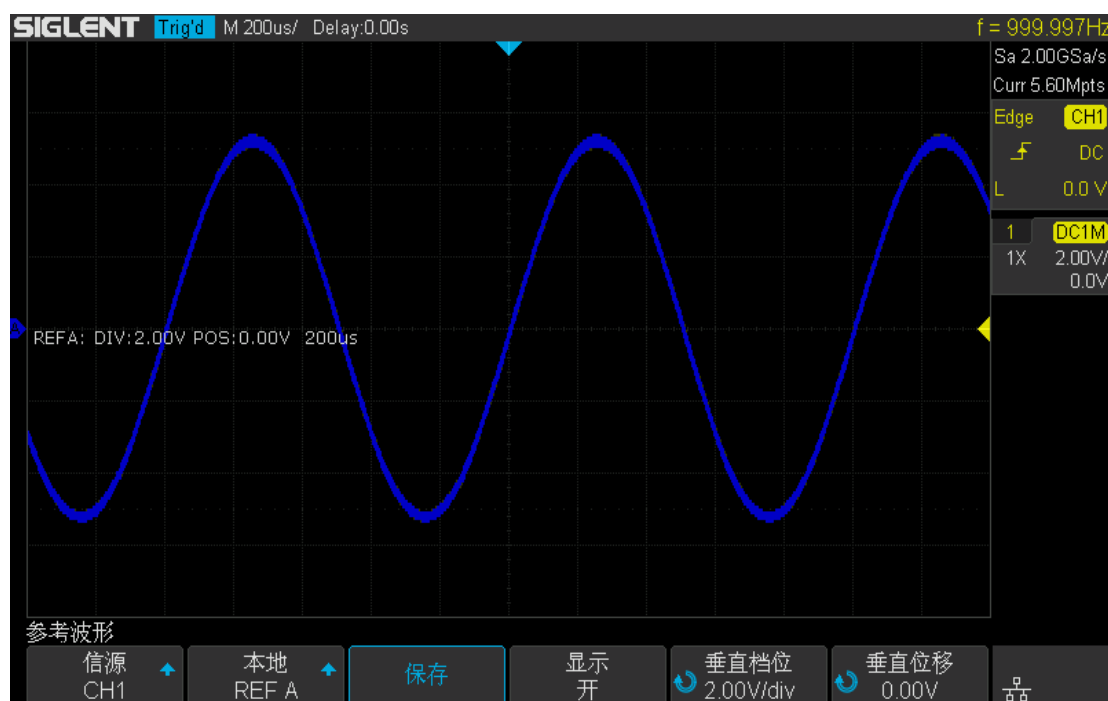 SIGLENT Trig'd M 200us/ Delay:0.00s f = 999.997Hz
Sa 2.00GSa/s
Curr 5.60Mpts
Edge CH1
DC
L 0.0 V
1 DC1M
1X 2.00V/
0.0V
A
REFA: DIV:2.00V POS:0.00V 200us
参考波形
信源 本地 保存 显示 垂直档位 垂直位移
CH1 REF A 开 2.00V/div 0.00V